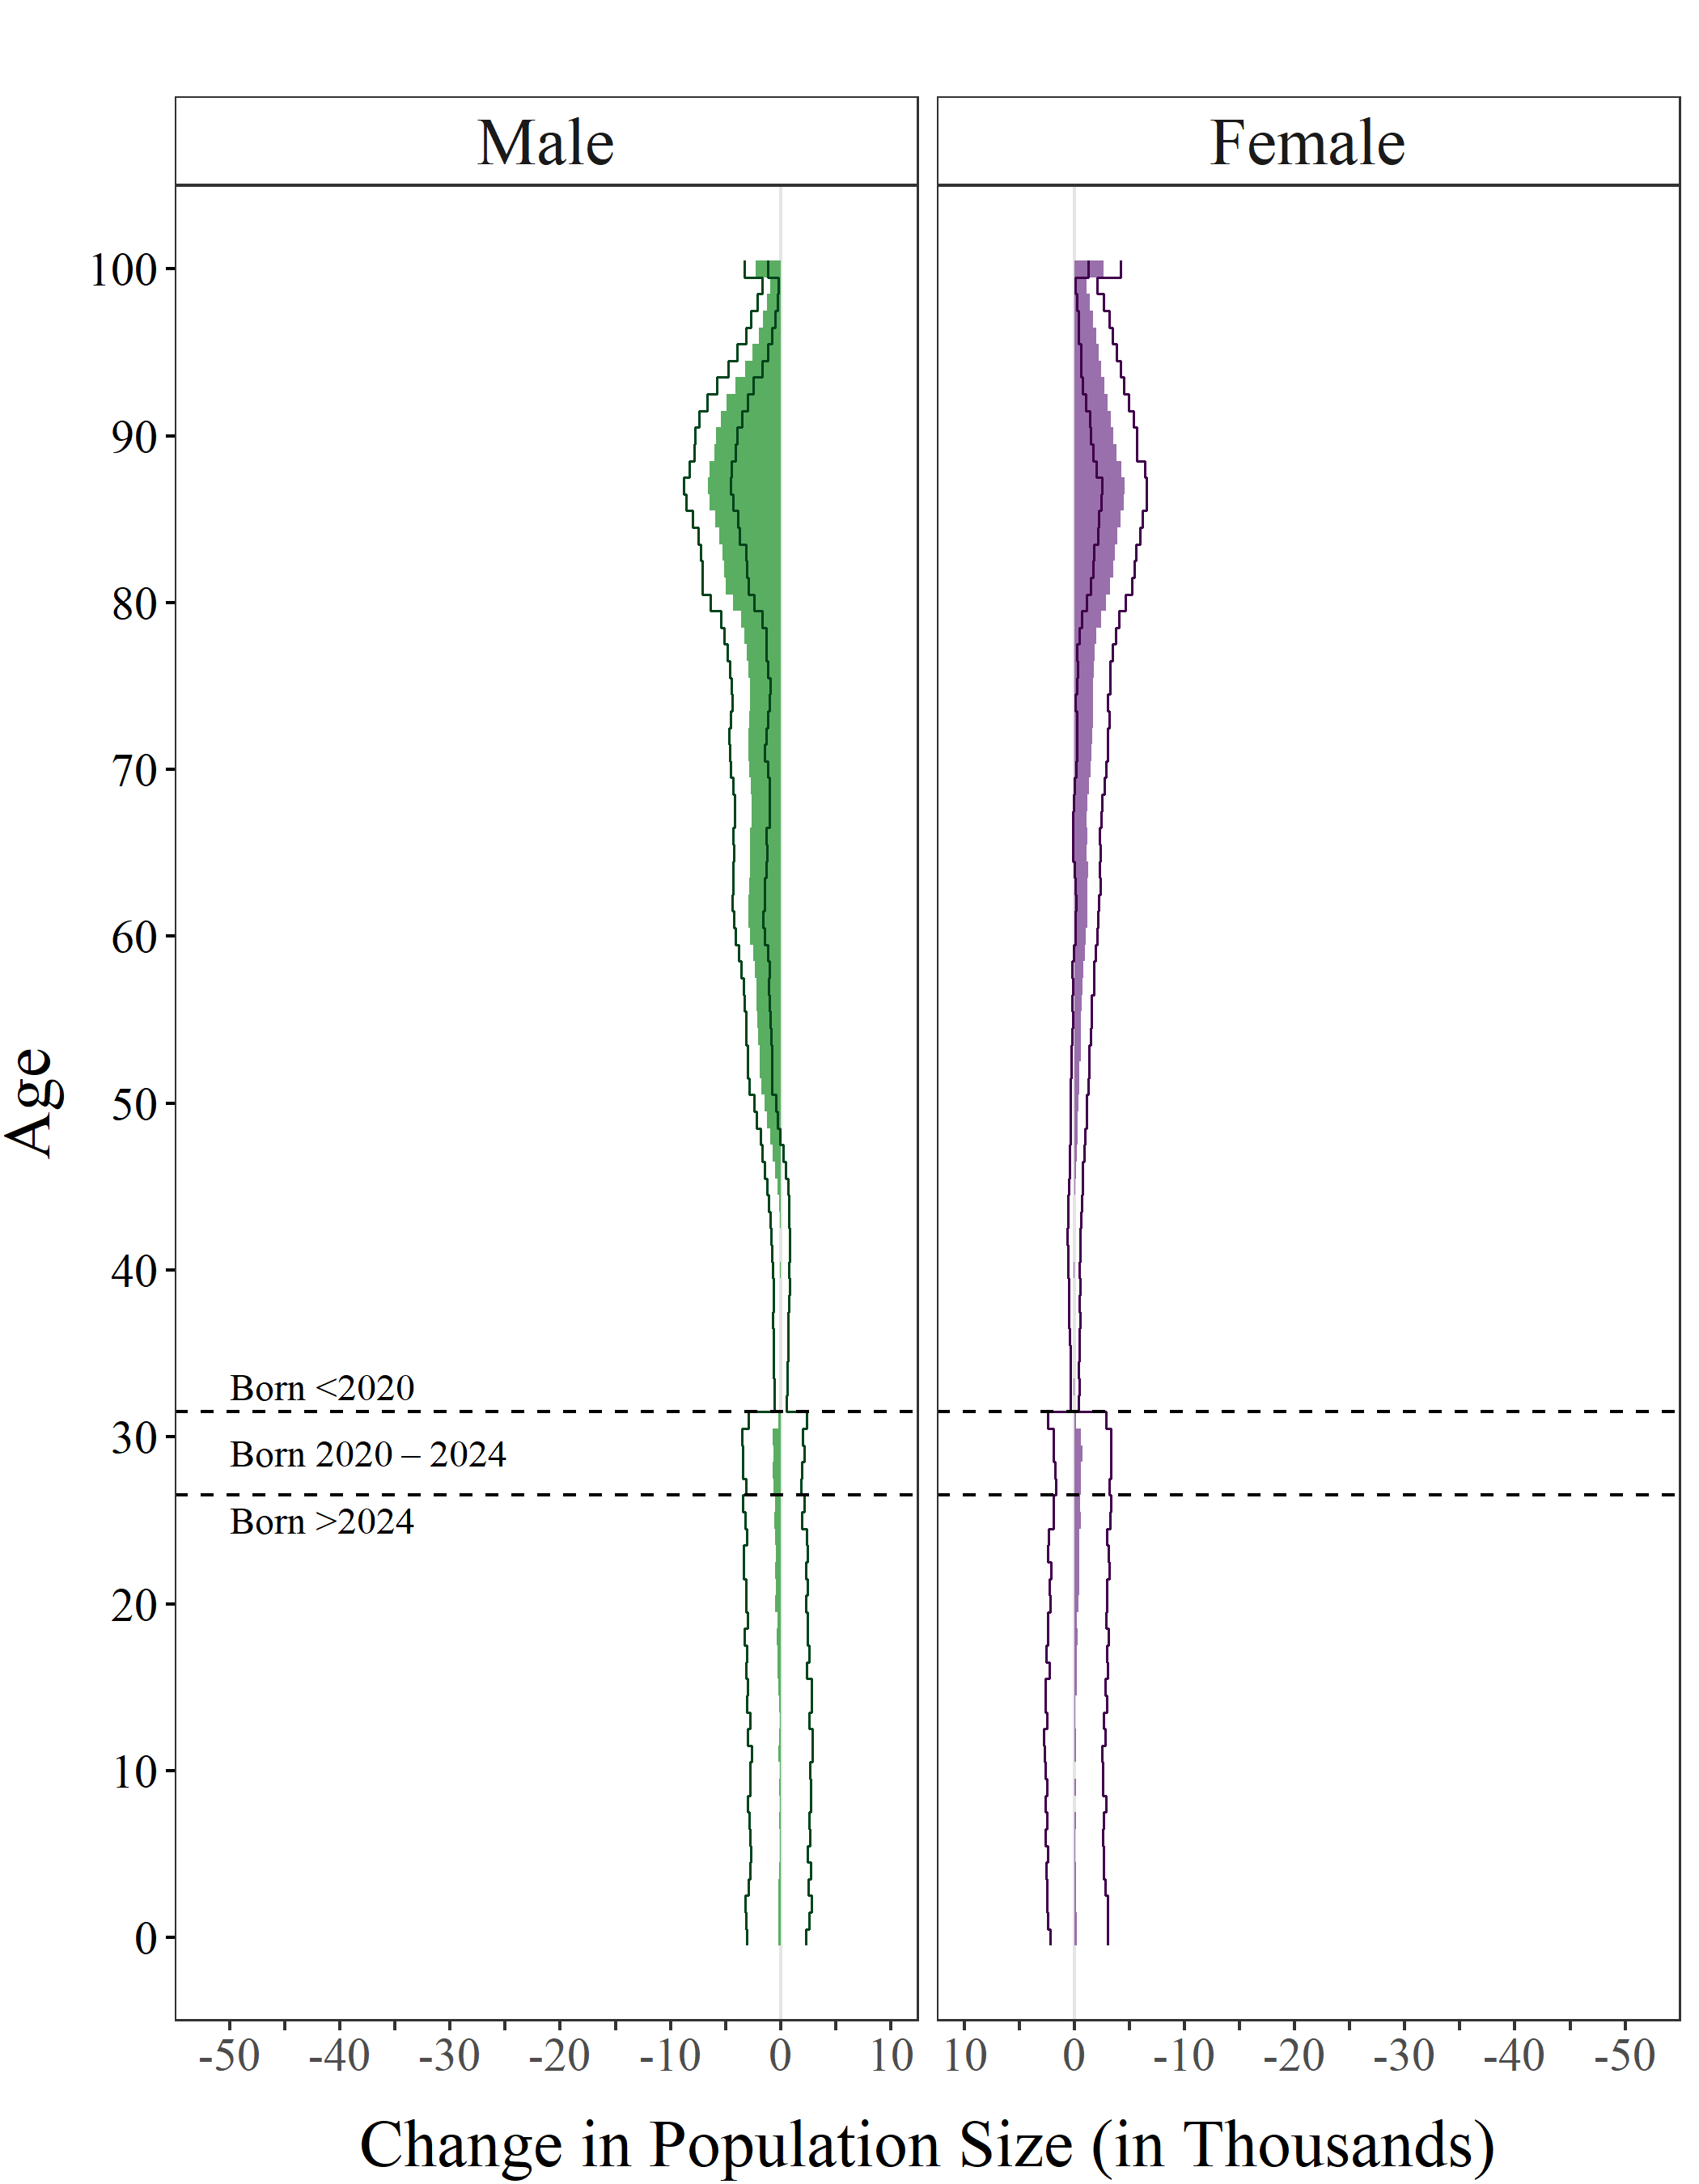 Male
Female
Age
100
90
80
70
60
50
40
30
20
10
0
Born <2020
Born 2020 – 2024
Born >2024
-50 -40 -30 -20 -10 0 10
10 0 -10 -20 -30 -40 -50
Change in Population Size (in Thousands)